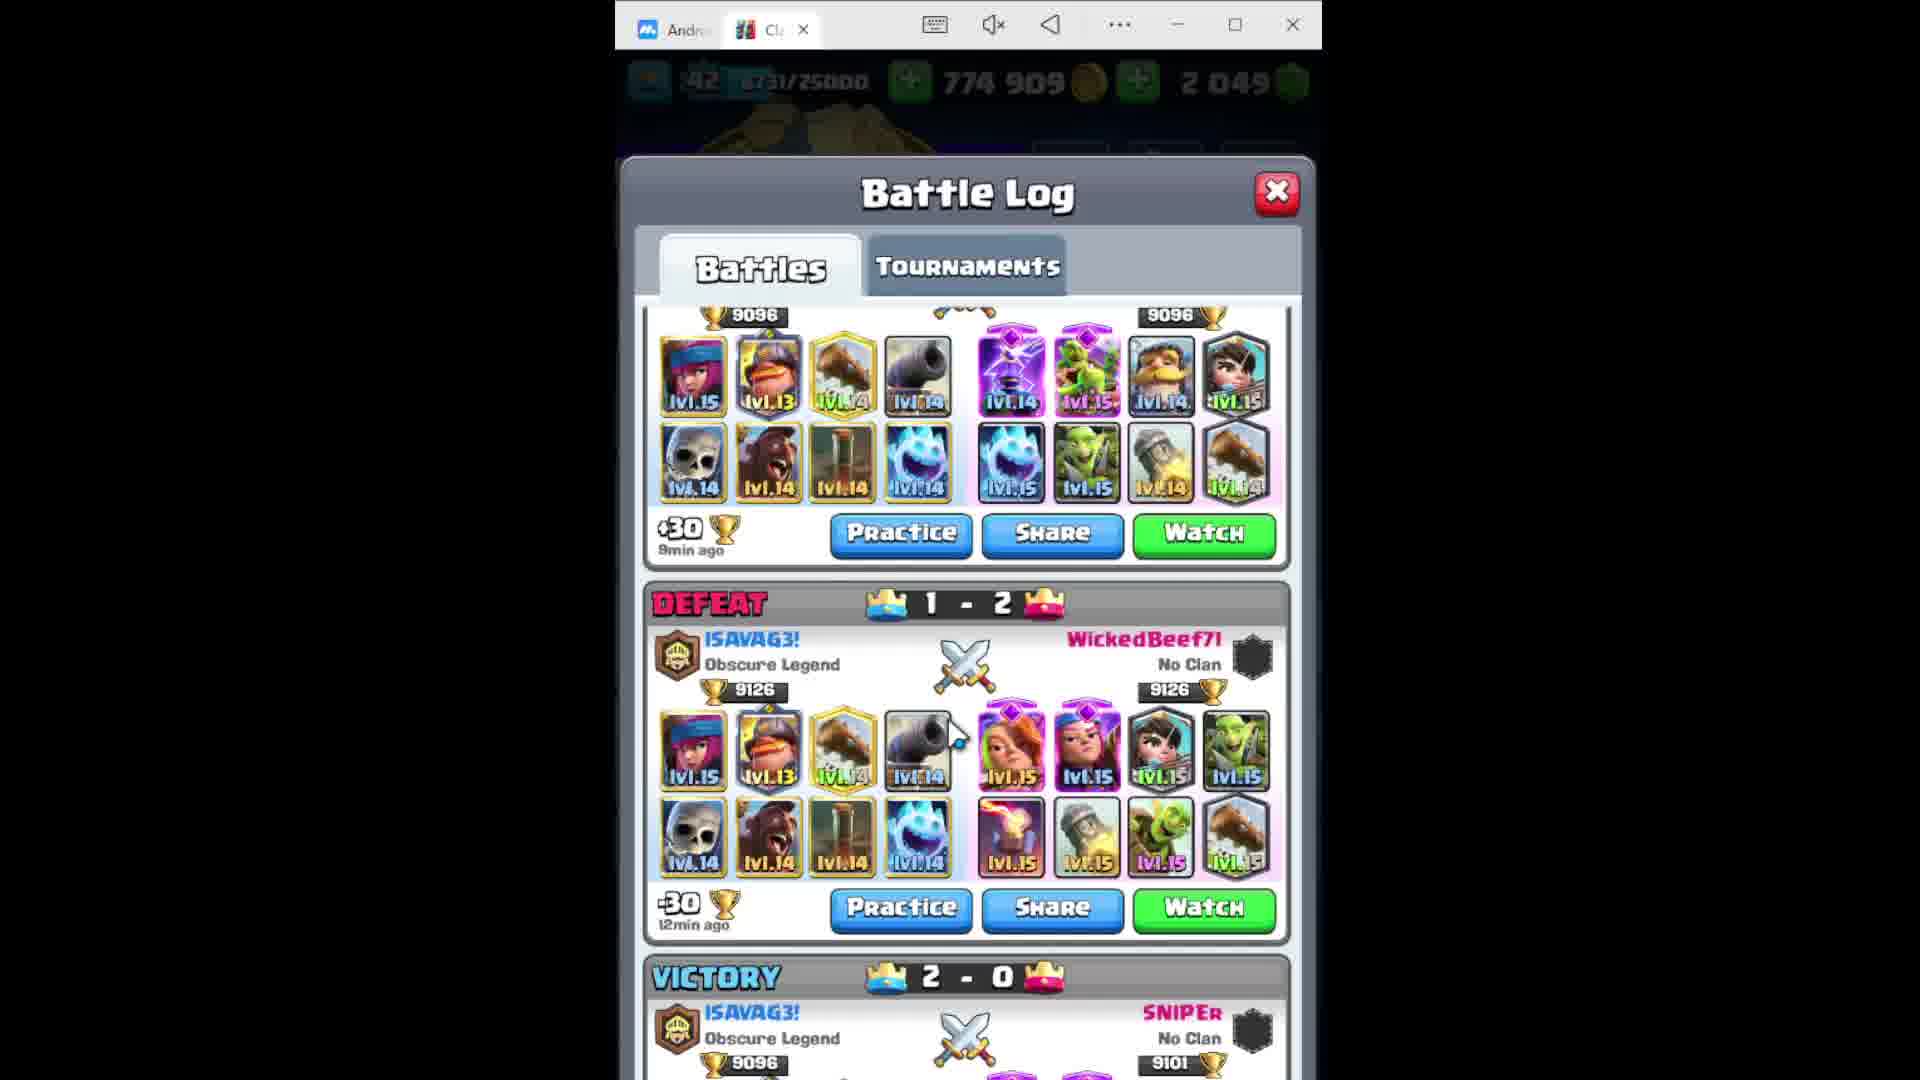 Andro
Cla
42 8731/25000 774 909 2 049
Battle Log
Battles Tournaments
9096 9096
lvl.15 lvl.13 lvl.14 lvl.14 lvl.14 lvl.15 lvl.14 lvl.15
lvl.14 lvl.14 lvl.14 lvl.14 lvl.15 lvl.15 lvl.14 lvl.14
+30
9min ago
Practice Share Watch
DEFEAT 1 - 2
ISAVAG3! WickedBeef71
Obscure Legend No Clan
9126 9126
lvl.15 lvl.13 lvl.14 lvl.14 lvl.15 lvl.15 lvl.15 lvl.15
lvl.14 lvl.14 lvl.14 lvl.14 lvl.15 lvl.15 lvl.15 lvl.15
-30
12min ago
Practice Share Watch
VICTORY 2 - 0
ISAVAG3! SNIPEr
Obscure Legend No Clan
9096 9101